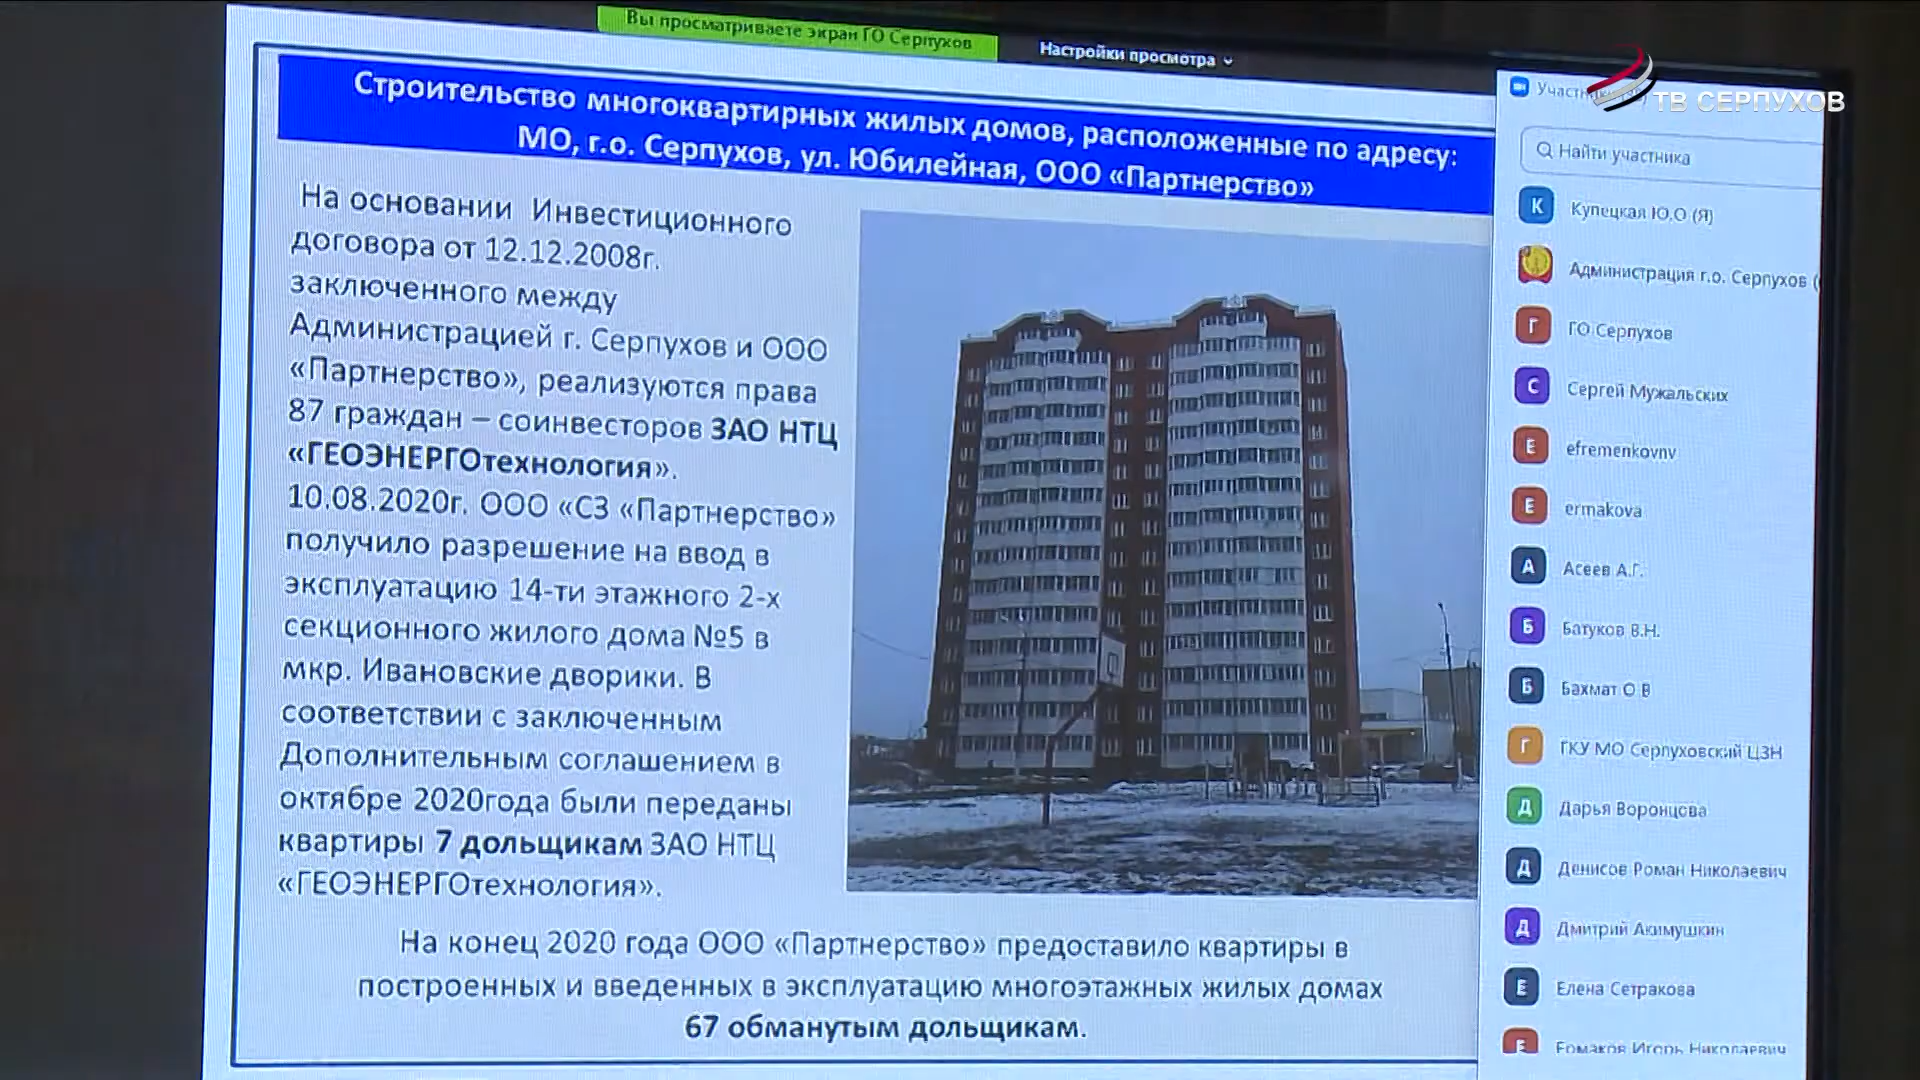 Вы просматриваете экран ГО Серпухов
Настройки просмотра
ТВ СЕРПУХОВ
Строительство многоквартирных жилых домов, расположенные по адресу:
МО, г.о. Серпухов, ул. Юбилейная, ООО «Партнерство»
На основании Инвестиционного
договора от 12.12.2008г.
заключенного между
Администрацией г. Серпухов и ООО
«Партнерство», реализуются права
87 граждан – соинвесторов ЗАО НТЦ
«ГЕОЭНЕРГОтехнология».
10.08.2020г. ООО «СЗ «Партнерство»
получило разрешение на ввод в
эксплуатацию 14-ти этажного 2-х
секционного жилого дома №5 в
мкр. Ивановские дворики. В
соответствии с заключенным
Дополнительным соглашением в
октябре 2020года были переданы
квартиры 7 дольщикам ЗАО НТЦ
«ГЕОЭНЕРГОтехнология».
На конец 2020 года ООО «Партнерство» предоставило квартиры в
построенных и введенных в эксплуатацию многоэтажных жилых домах
67 обманутым дольщикам.
Найти участника
К Купецкая Ю.О (Я)
Администрация г.о. Серпухов (
Г ГО Серпухов
С Сергей Мужальских
E efremenkovnv
E ermakova
А Асеев А.Г.
Б Батуков В.Н.
Б Бахмат О В
Г ГКУ МО Серпуховский ЦЗН
Д Дарья Воронцова
Д Денисов Роман Николаевич
Д Дмитрий Акимушкин
Е Елена Сетракова
Е Ермаков Игорь Николаевич